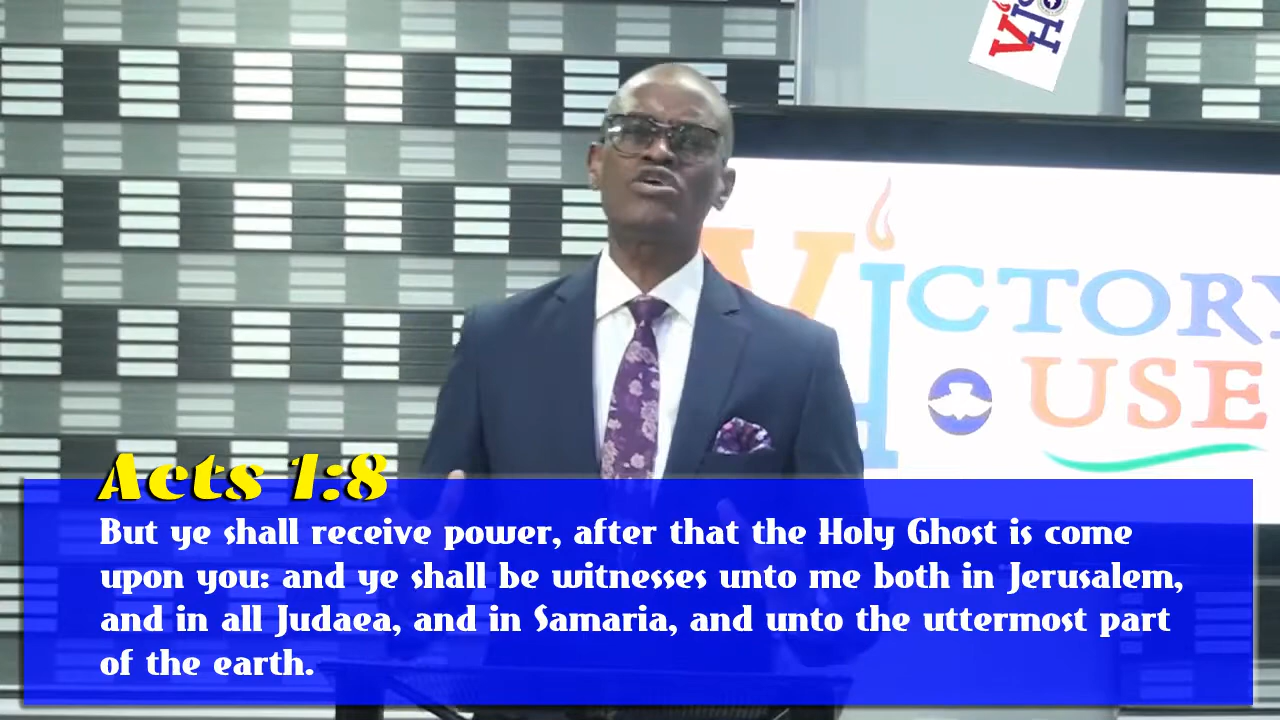 VICTORY
HOUSE
Acts 1:8
But ye shall receive power, after that the Holy Ghost is come
upon you: and ye shall be witnesses unto me both in Jerusalem,
and in all Judaea, and in Samaria, and unto the uttermost part
of the earth.